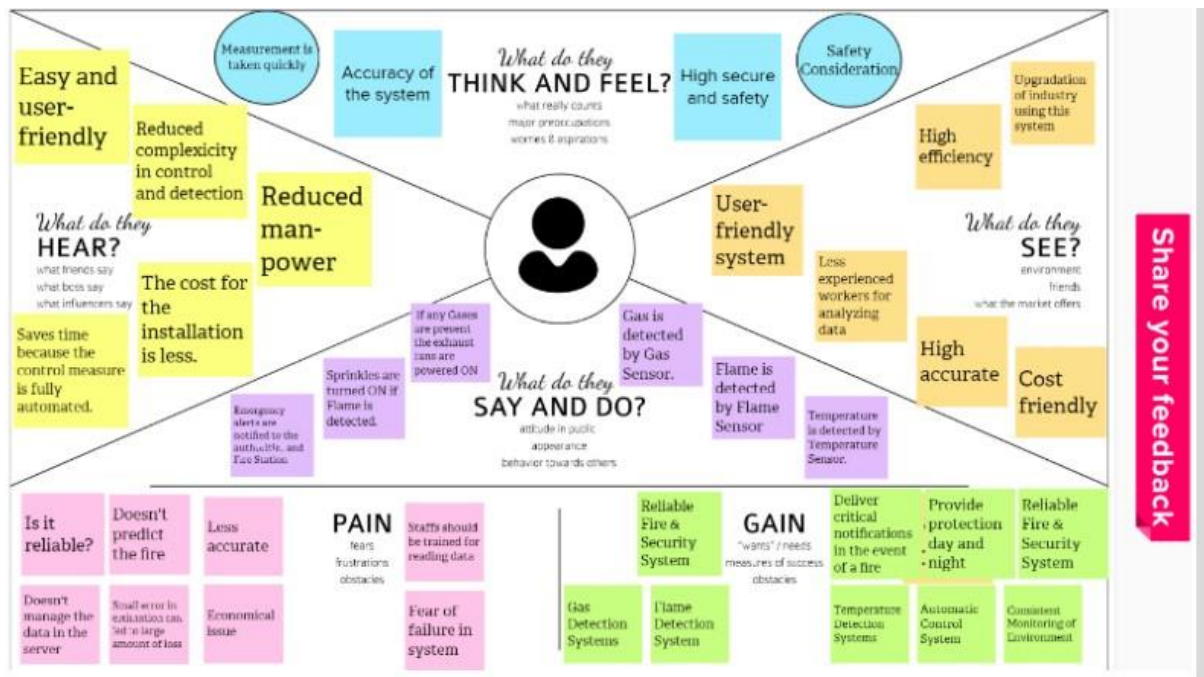 Measurement is
taken quickly
Accuracy of
the system
What do they
THINK AND FEEL?
what really counts
major preoccupations
worries & aspirations
High secure
and safety
Safety
Consideration
Easy and
user-
friendly
Reduced
complexicity
in control
and detection
Reduced
man-
power
What do they
HEAR?
what friends say
what boss say
what influencers say
The cost for
the
installation
is less.
Saves time
because the
control measure
is fully
automated.
Upgradation
of industry
using this
system
High
efficiency
User-
friendly
system
What do they
SEE?
environment
friends
what the market offers
Less
experienced
workers for
analyzing
data
High
accurate
Cost
friendly
If any Gases
are present
the exhaust
fans are
powered ON
Sprinkles are
turned ON if
Flame is
detected.
Emergency
alerts are
notified to the
and
Fire Station
What do they
SAY AND DO?
attitude in public
appearance
behavior towards others
Gas is
detected
by Gas
Sensor.
Flame is
detected
by Flame
Sensor
Temperature
is detected by
Temperature
Sensor.
Is it
reliable?
Doesn't
predict
the fire
Less
accurate
PAIN
fears
frustrations
obstacles
Staffs should
be trained for
reading data
Doesn't
manage the
data in the
server
Small error in
estimation can
led to large
amount of loss
Economical
issue
Fear of
failure in
system
Reliable
Fire &
Security
System
GAIN
"wants" / needs
measures of success
obstacles
Deliver
critical
notifications
in the event
of a fire
Provide
protection
day and
night
Reliable
Fire &
Security
System
Gas
Detection
Systems
Flame
Detection
System
Temperature
Detection
Systems
Automatic
Control
System
Consistent
Monitoring of
Environment
Share your feedback